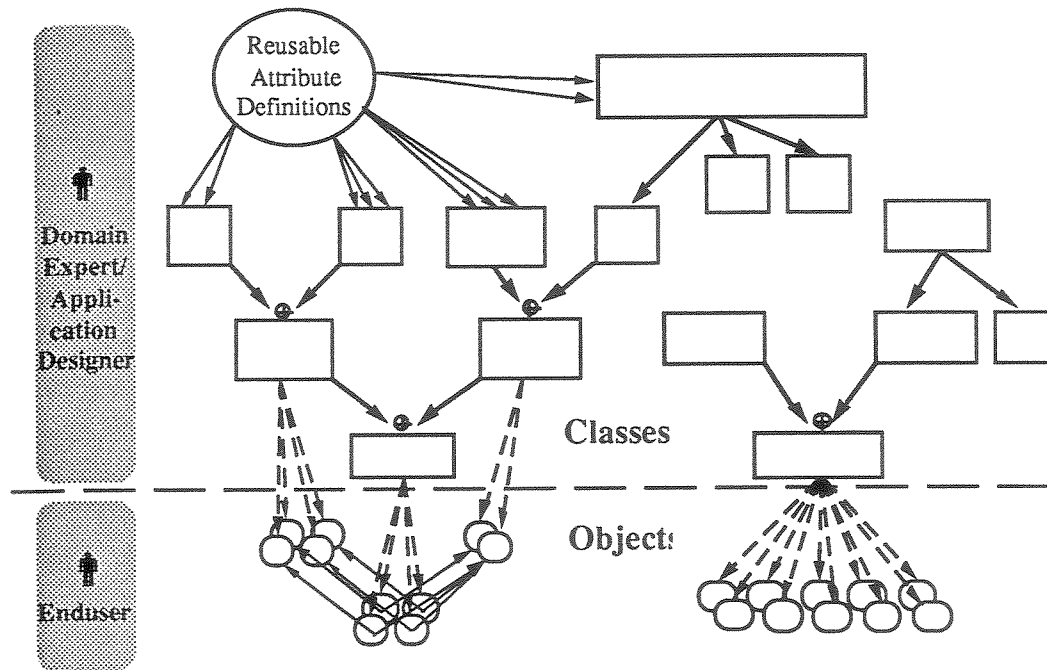 Reusable
Attribute
Definitions
Domain
Expert/
Appli-
cation
Designer
Classes
Objects
Enduser